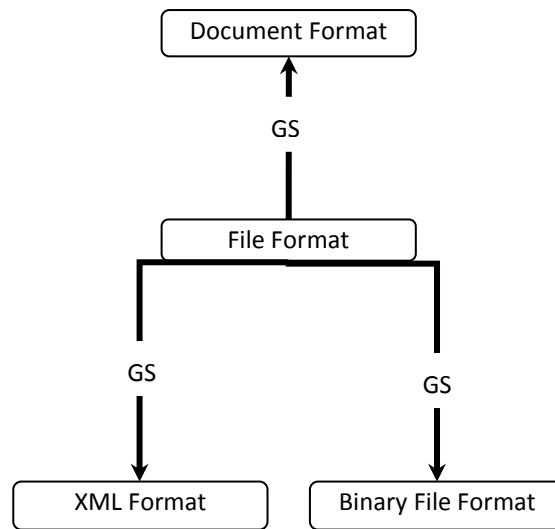 Document Format
GS
File Format
GS
GS
XML Format
Binary File Format